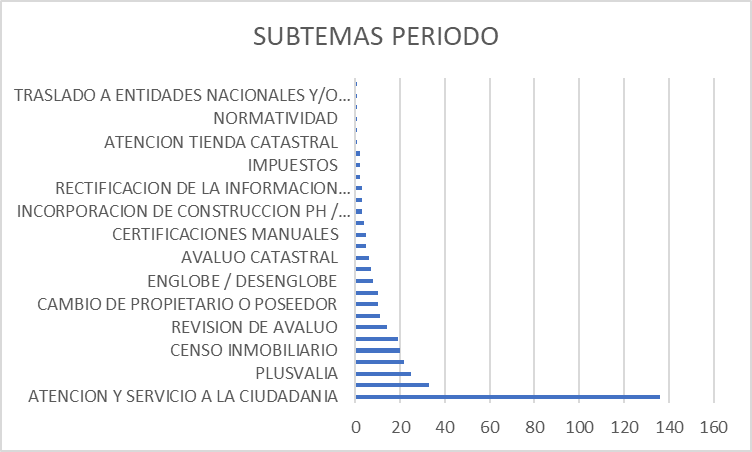 SUBTEMAS PERIODO
TRASLADO A ENTIDADES NACIONALES Y/O...
NORMATIVIDAD
ATENCION TIENDA CATASTRAL
IMPUESTOS
RECTIFICACION DE LA INFORMACION ...
INCORPORACION DE CONSTRUCCION PH /...
CERTIFICACIONES MANUALES
AVALUO CATASTRAL
ENGLOBE / DESENGLOBE
CAMBIO DE PROPIETARIO O POSEEDOR
REVISION DE AVALUO
CENSO INMOBILIARIO
PLUSVALIA
ATENCION Y SERVICIO A LA CIUDADANIA
0 20 40 60 80 100 120 140 160